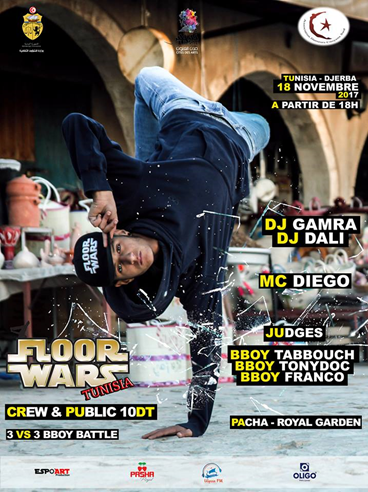 TUNISIA - DJERBA
18 NOVEMBRE
2017
A PARTIR DE 18H
FLOOR
WARS
DJ GAMRA
DJ DALI
MC DIEGO
JUDGES
BBOY TABBOUCH
BBOY TONYDOC
BBOY FRANCO
FLOOR
WARS
TUNISIA
CREW & PUBLIC 10DT
3 VS 3 BBOY BATTLE
PACHA - ROYAL GARDEN
ESPOART
PASHA
OLIGO